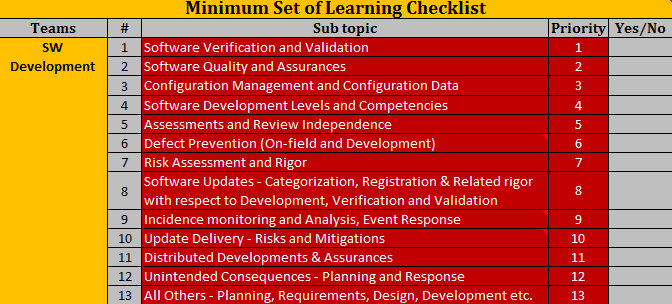 Minimum Set of Learning Checklist
Teams # Sub topic Priority Yes/No
SW Development
1 Software Verification and Validation 1
2 Software Quality and Assurances 2
3 Configuration Management and Configuration Data 3
4 Software Development Levels and Competencies 4
5 Assessments and Review Independence 5
6 Defect Prevention (On-field and Development) 6
7 Risk Assessment and Rigor 7
8 Software Updates - Categorization, Registration & Related rigor
with respect to Development, Verification and Validation 8
9 Incidence monitoring and Analysis, Event Response 9
10 Update Delivery - Risks and Mitigations 10
11 Distributed Developments & Assurances 11
12 Unintended Consequences - Planning and Response 12
13 All Others - Planning, Requirements, Design, Development etc. 13